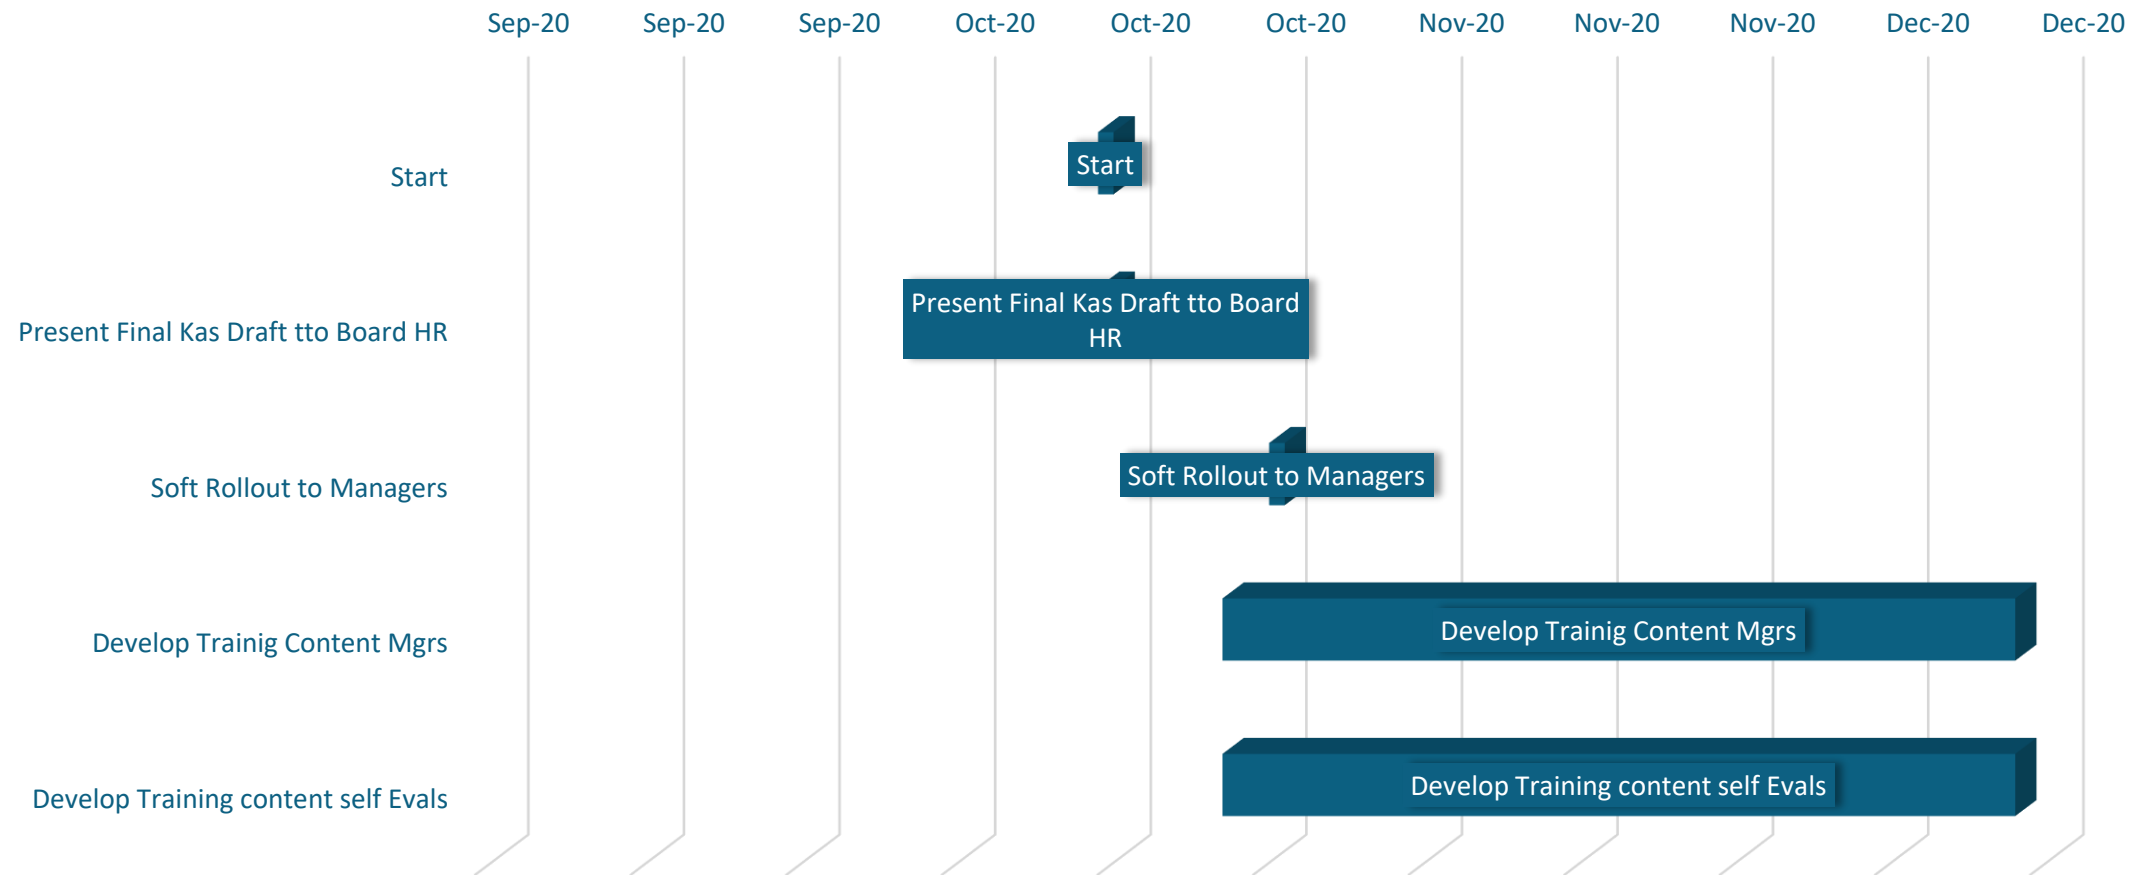 Sep-20 Sep-20 Sep-20 Oct-20 Oct-20 Oct-20 Nov-20 Nov-20 Nov-20 Dec-20 Dec-20
Start
Start
Present Final Kas Draft tto Board HR
Present Final Kas Draft tto Board
HR
Soft Rollout to Managers
Soft Rollout to Managers
Develop Trainig Content Mgrs
Develop Trainig Content Mgrs
Develop Training content self Evals
Develop Training content self Evals